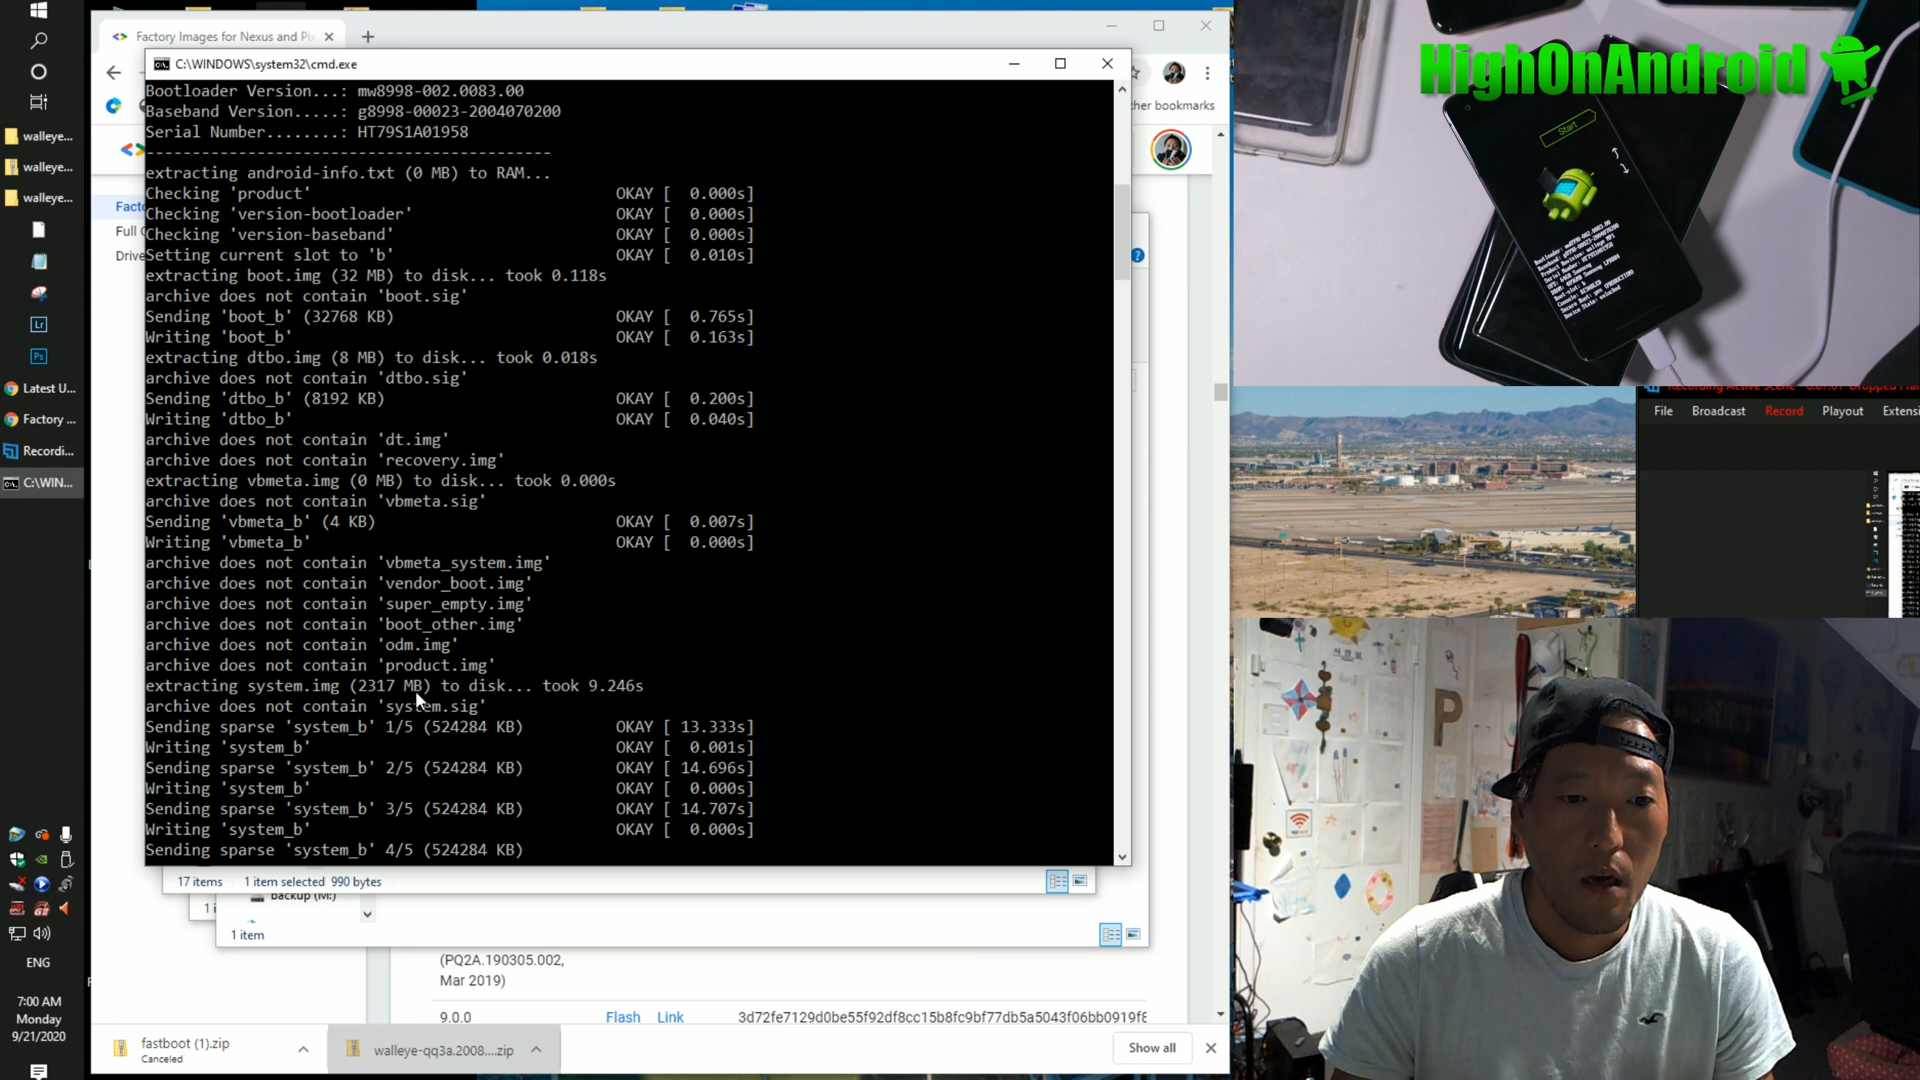 Factory Images for Nexus and Pi
C:\WINDOWS\system32\cmd.exe
her bookmarks
Bootloader Version...: mw8998-002.0083.00
Baseband Version.....: g8998-00023-2004070200
Serial Number........: HT79S1A01958
--------------------------------------------
extracting android-info.txt (0 MB) to RAM...
Checking 'product' OKAY [ 0.000s]
Checking 'version-bootloader' OKAY [ 0.000s]
Checking 'version-baseband' OKAY [ 0.000s]
Setting current slot to 'b' OKAY [ 0.010s]
extracting boot.img (32 MB) to disk... took 0.118s
archive does not contain 'boot.sig'
Sending 'boot_b' (32768 KB) OKAY [ 0.765s]
Writing 'boot_b' OKAY [ 0.163s]
extracting dtbo.img (8 MB) to disk... took 0.018s
archive does not contain 'dtbo.sig'
Sending 'dtbo_b' (8192 KB) OKAY [ 0.200s]
Writing 'dtbo_b' OKAY [ 0.040s]
archive does not contain 'dt.img'
archive does not contain 'recovery.img'
extracting vbmeta.img (0 MB) to disk... took 0.000s
archive does not contain 'vbmeta.sig'
Sending 'vbmeta_b' (4 KB) OKAY [ 0.007s]
Writing 'vbmeta_b' OKAY [ 0.000s]
archive does not contain 'vbmeta_system.img'
archive does not contain 'vendor_boot.img'
archive does not contain 'super_empty.img'
archive does not contain 'boot_other.img'
archive does not contain 'odm.img'
archive does not contain 'product.img'
extracting system.img (2317 MB) to disk... took 9.246s
archive does not contain 'system.sig'
Sending sparse 'system_b' 1/5 (524284 KB) OKAY [ 13.333s]
Writing 'system_b' OKAY [ 0.001s]
Sending sparse 'system_b' 2/5 (524284 KB) OKAY [ 14.696s]
Writing 'system_b' OKAY [ 0.000s]
Sending sparse 'system_b' 3/5 (524284 KB) OKAY [ 14.707s]
Writing 'system_b' OKAY [ 0.000s]
Sending sparse 'system_b' 4/5 (524284 KB)
Fact
Full
Drive
17 items 1 item selected 990 bytes
backup (M:)
1 item
(PQ2A.190305.002,
Mar 2019)
9.0.0 Flash Link 3d72fe7129d0be55f92df8cc15b8fc9bf77db5a5043f06bb0919f8
fastboot (1).zip
Canceled
walleye-qq3a.2008....zip
Show all
walleye...
walleye...
walleye...
Lr
Ps
Latest U...
Factory ...
Recordi...
C:\WIN...
ENG
7:00 AM
Monday
9/21/2020
HighOnAndroid
Start
File Broadcast Record Playout Extensi
P